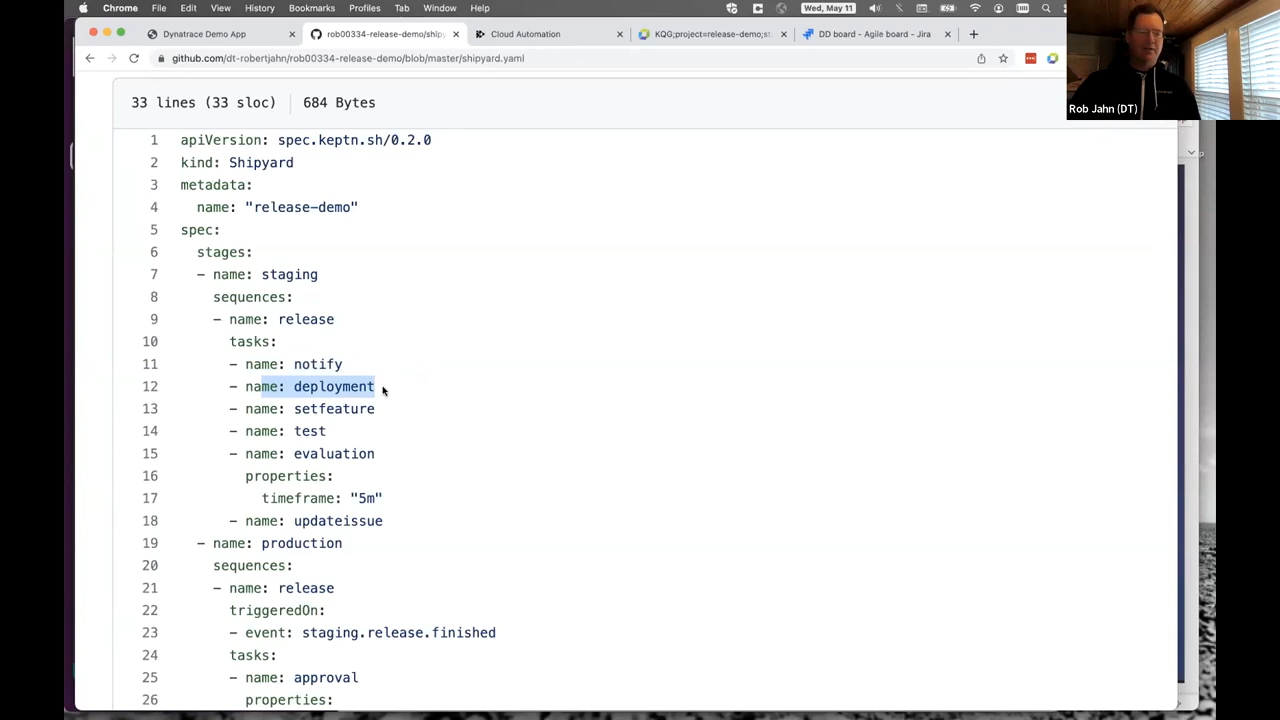 Chrome File Edit View History Bookmarks Profiles Tab Window Help
Wed, May 11
Dynatrace Demo App
rob00334-release-demo/shipy
Cloud Automation
KQG;project=release-demo;st
DD board - Agile board - Jira
github.com/dt-robertjahn/rob00334-release-demo/blob/master/shipyard.yaml
Rob Jahn (DT)
33 lines (33 sloc) 684 Bytes
1 apiVersion: spec.keptn.sh/0.2.0
2 kind: Shipyard
3 metadata:
4 name: "release-demo"
5 spec:
6 stages:
7 - name: staging
8 sequences:
9 - name: release
10 tasks:
11 - name: notify
12 - name: deployment
13 - name: setfeature
14 - name: test
15 - name: evaluation
16 properties:
17 timeframe: "5m"
18 - name: updateissue
19 - name: production
20 sequences:
21 - name: release
22 triggeredOn:
23 - event: staging.release.finished
24 tasks:
25 - name: approval
26 properties: